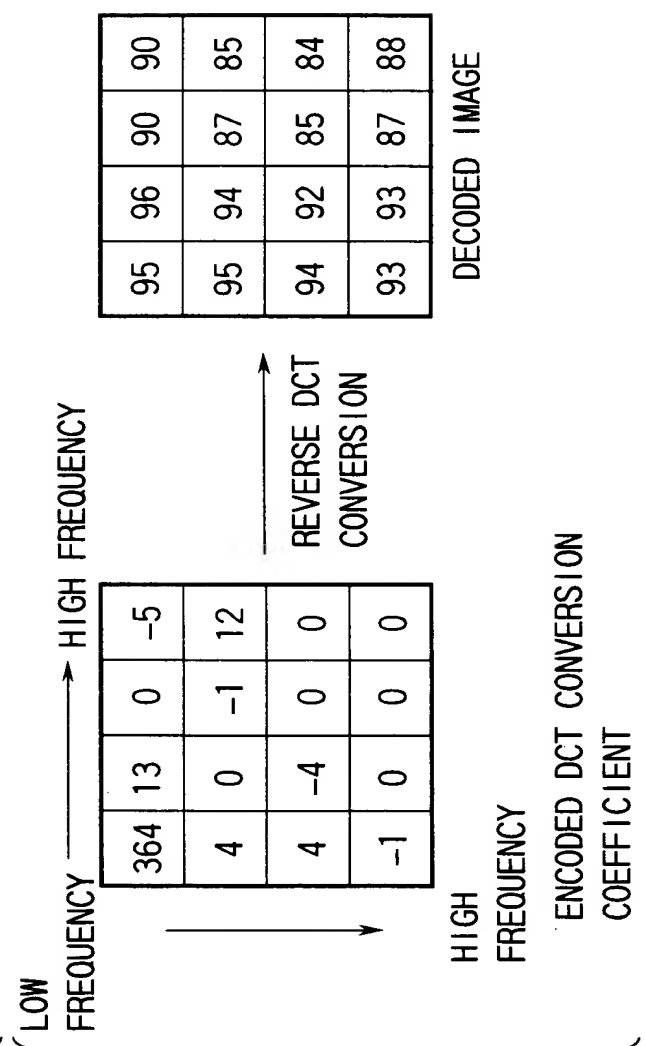 LOW
FREQUENCY
HIGH FREQUENCY
364 13 0 -5
4 0 -1 12
4 -4 0 0
-1 0 0 0
HIGH
FREQUENCY
ENCODED DCT CONVERSION
COEFFICIENT
REVERSE DCT
CONVERSION
95 96 90 90
95 94 87 85
94 92 85 84
93 93 87 88
DECODED IMAGE